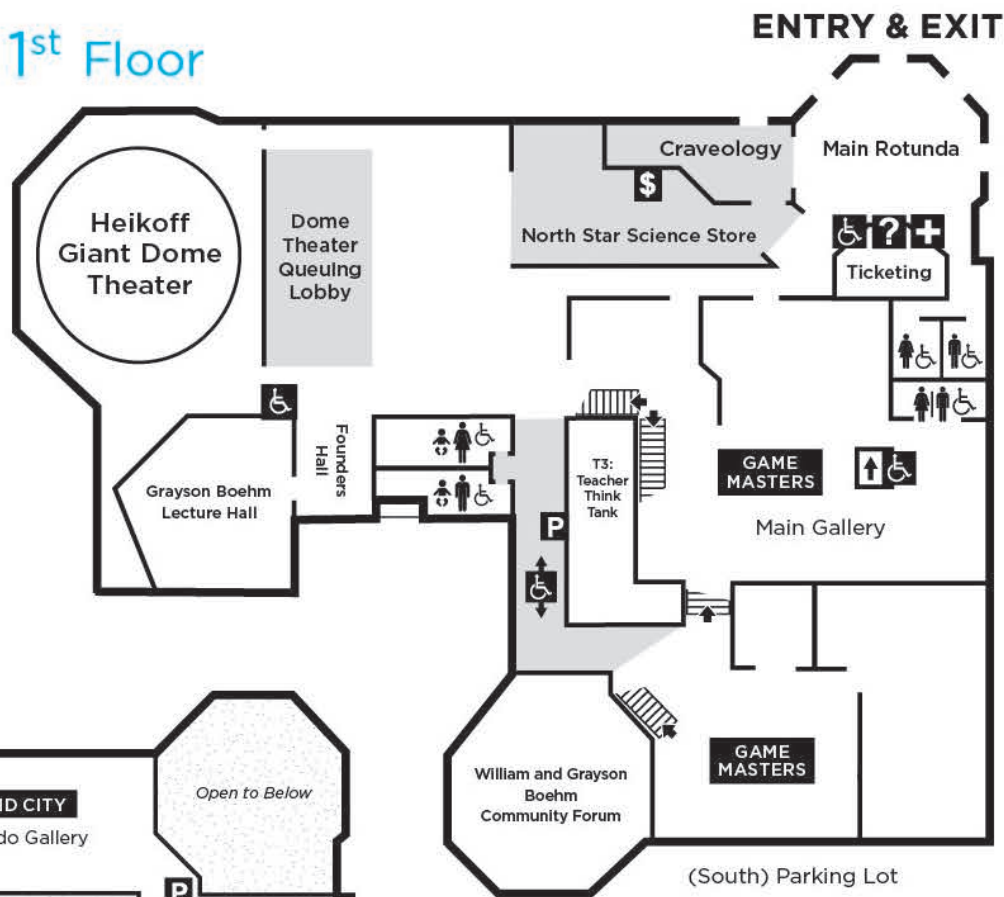 1st Floor
ENTRY & EXIT
Craveology
Main Rotunda
$
North Star Science Store
? +
Ticketing
Heikoff
Giant Dome
Theater
Dome
Theater
Queuing
Lobby
Founders
Hall
Grayson Boehm
Lecture Hall
T3:
Teacher
Think
Tank
P
GAME
MASTERS
Main Gallery
William and Grayson
Boehm
Community Forum
GAME
MASTERS
Open to Below
CITY
Gallery
P
(South) Parking Lot